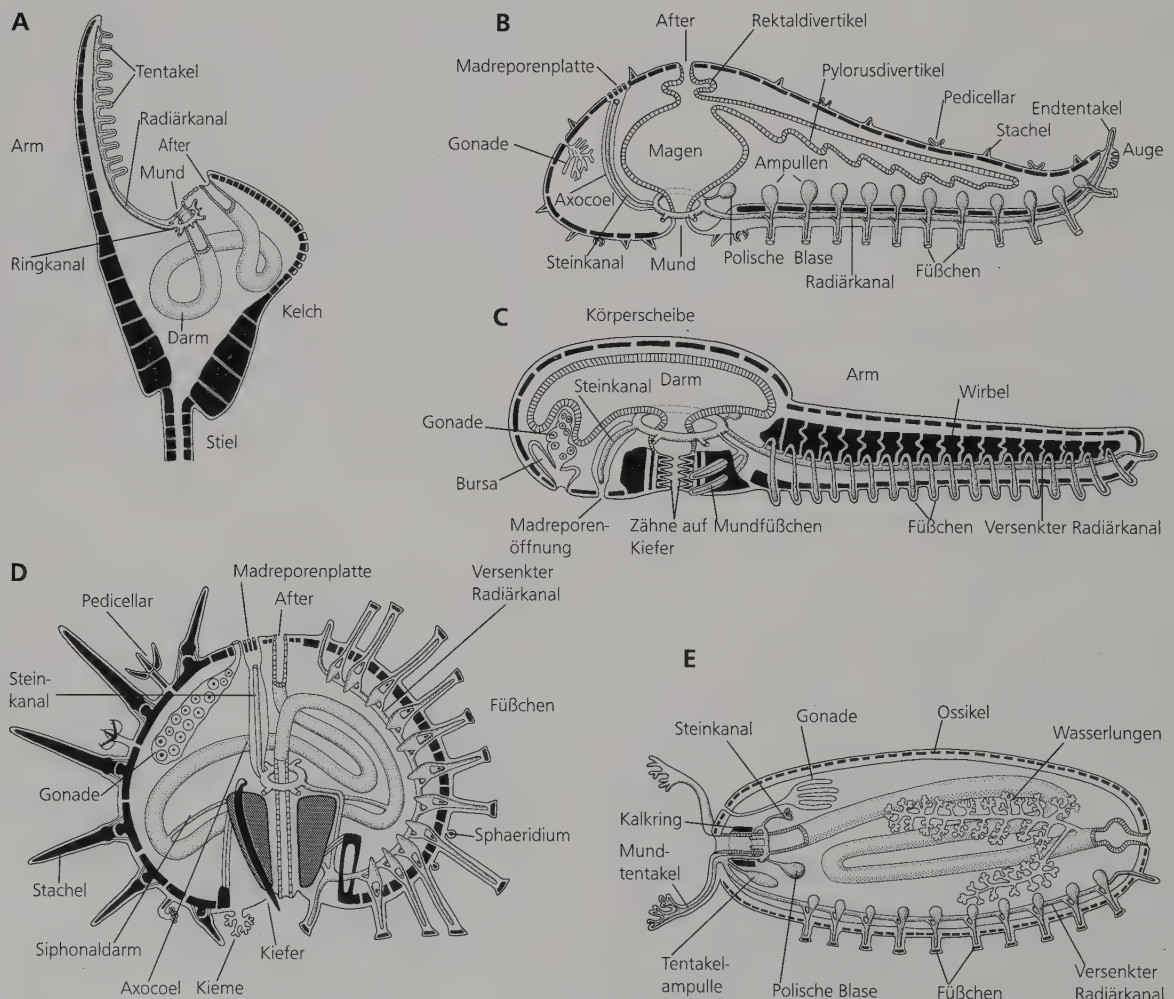 A
Tentakel
Radiärkanal
Arm
After
Mund
Ringkanal
Darm
Kelch
Stiel
B
After
Rektaldivertikel
Madreporenplatte
Pylorusdivertikel
Pedicellar
Endtentakel
Stachel
Auge
Gonade
Magen
Ampullen
Axocoel
Steinkanal
Mund
Polische Blase
Radiärkanal
Füßchen
C
Körperscheibe
Arm
Steinkanal
Darm
Wirbel
Gonade
Bursa
Madreporen-
öffnung
Zähne auf
Kiefer
Mundfüßchen
Füßchen
Versenkter Radiärkanal
D
Madreporenplatte
Versenkter
Radiärkanal
After
Pedicellar
Stein-
kanal
Füßchen
Gonade
Sphaeridium
Stachel
Siphonaldarm
Kiefer
Axocoel
Kieme
E
Steinkanal
Gonade
Ossikel
Wasserlungen
Kalkring
Mund-
tentakel
Tentakel-
ampulle
Polische Blase
Füßchen
Versenkter
Radiärkanal